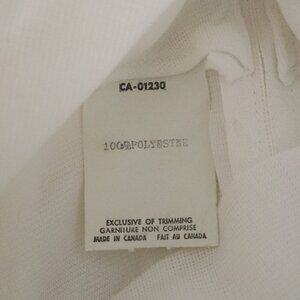 CA-01230
100% POLYESTER
EXCLUSIVE OF TRIMMING
GARNITURE NON COMPRISE
MADE IN CANADA FAIT AU CANADA